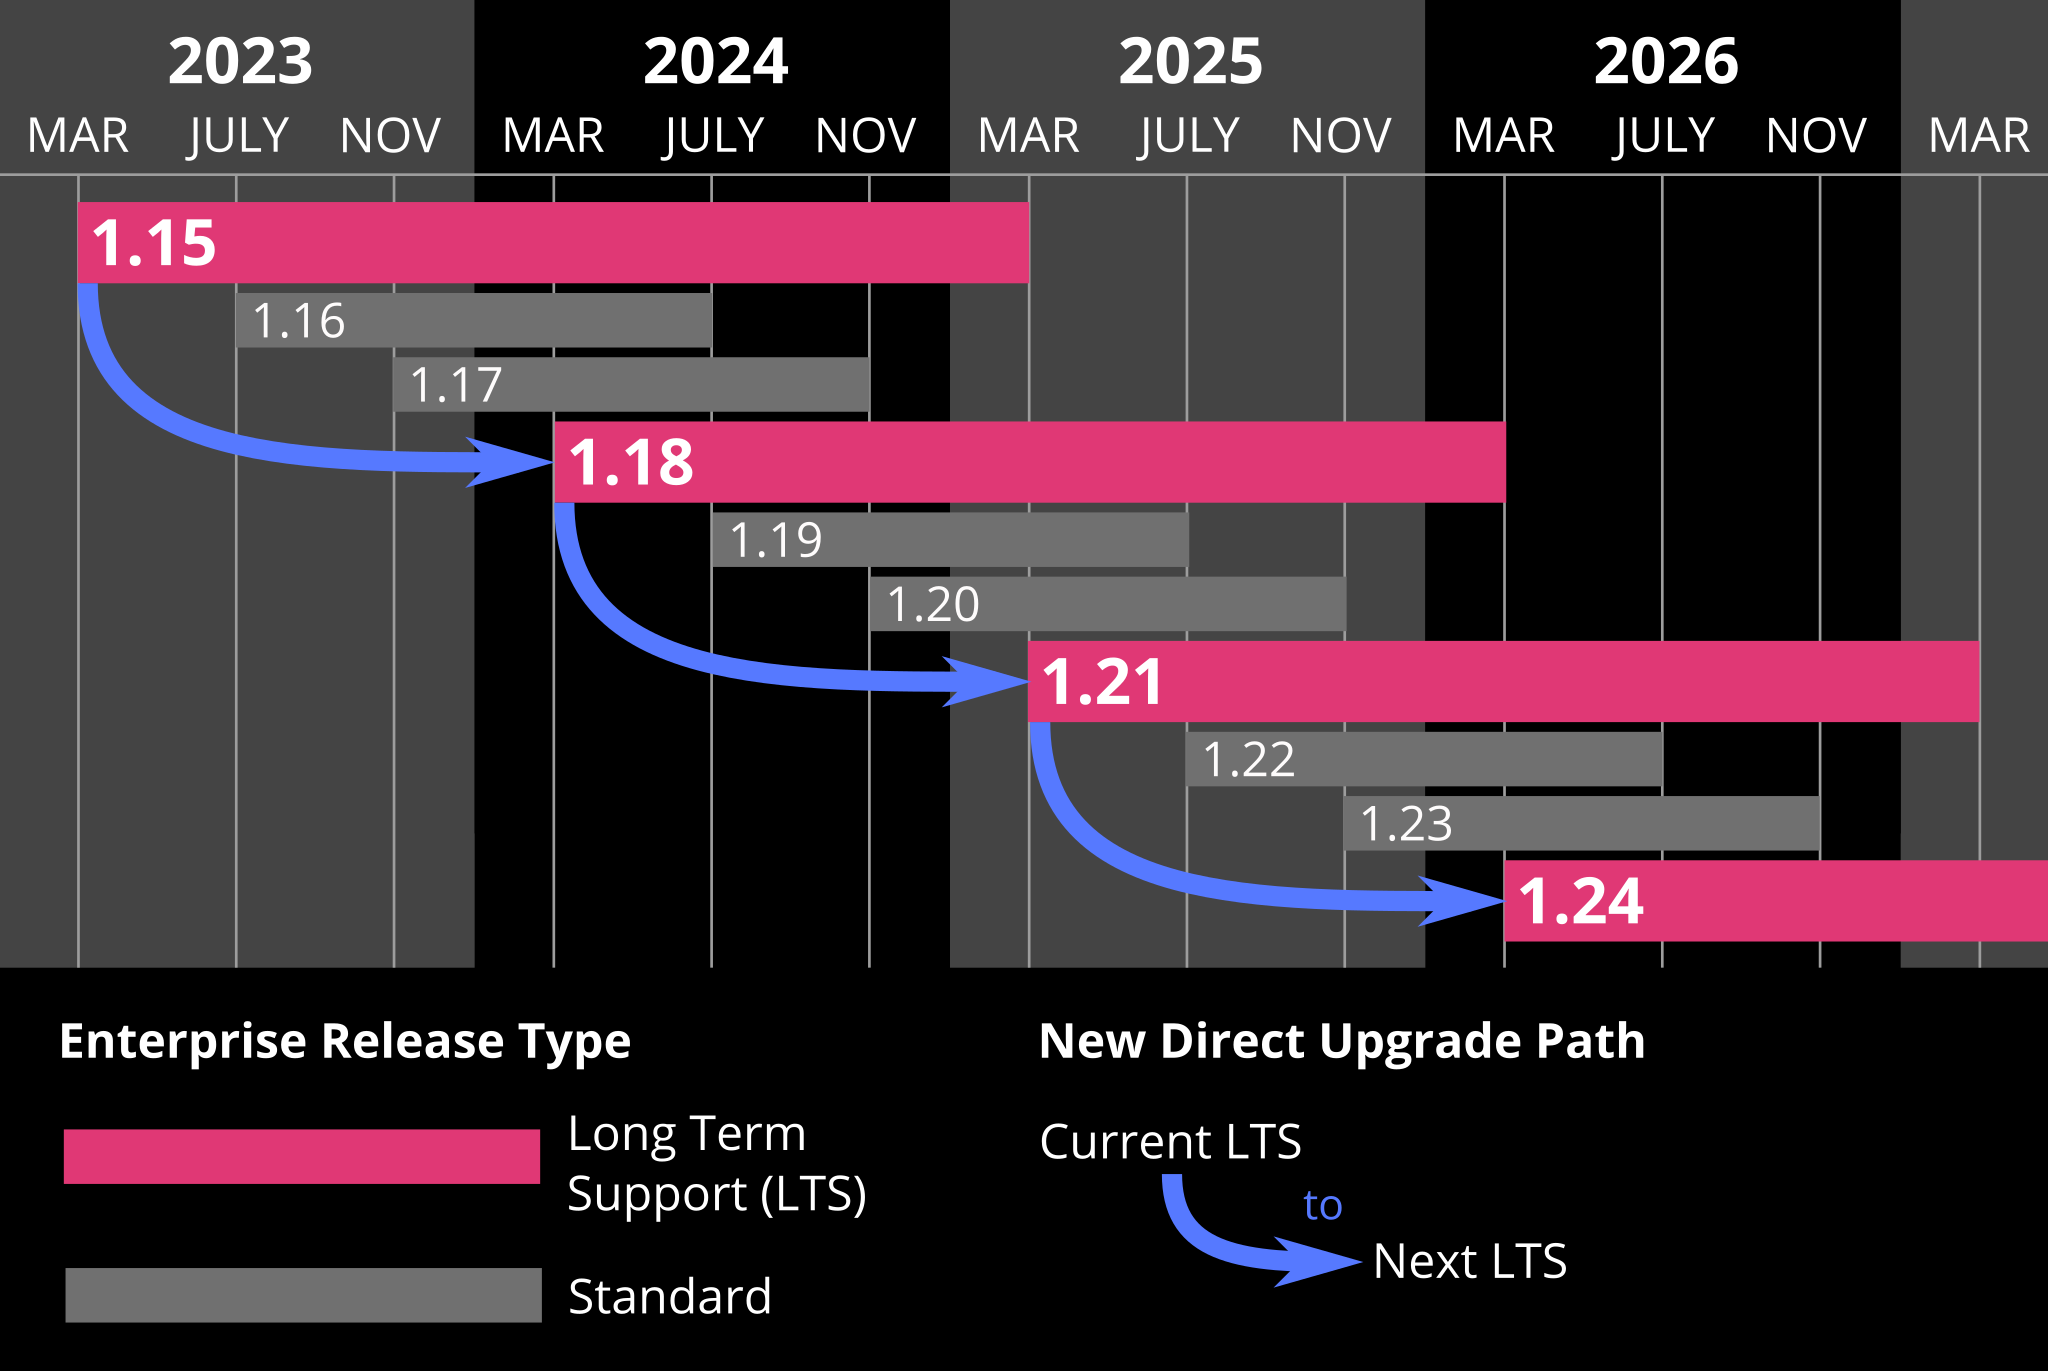 2023 2024 2025 2026
MAR JULY NOV MAR JULY NOV MAR JULY NOV MAR JULY NOV MAR
1.15
1.16
1.17
1.18
1.19
1.20
1.21
1.22
1.23
1.24
Enterprise Release Type
Long Term
Support (LTS)
Standard
New Direct Upgrade Path
Current LTS
to
Next LTS